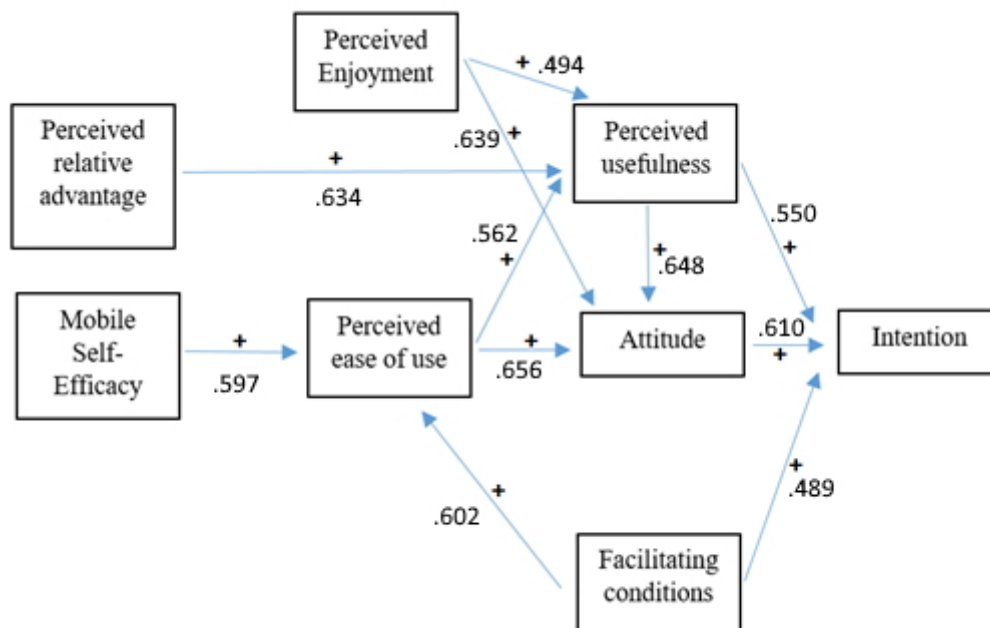 Perceived
Enjoyment
+ .494
Perceived
relative
advantage
+
.634
.639
+
Perceived
usefulness
.562
+
+
.648
.550
+
Mobile
Self-
Efficacy
+
.597
Perceived
ease of use
+
.656
Attitude
.610
+
Intention
+
.602
+
.489
Facilitating
conditions